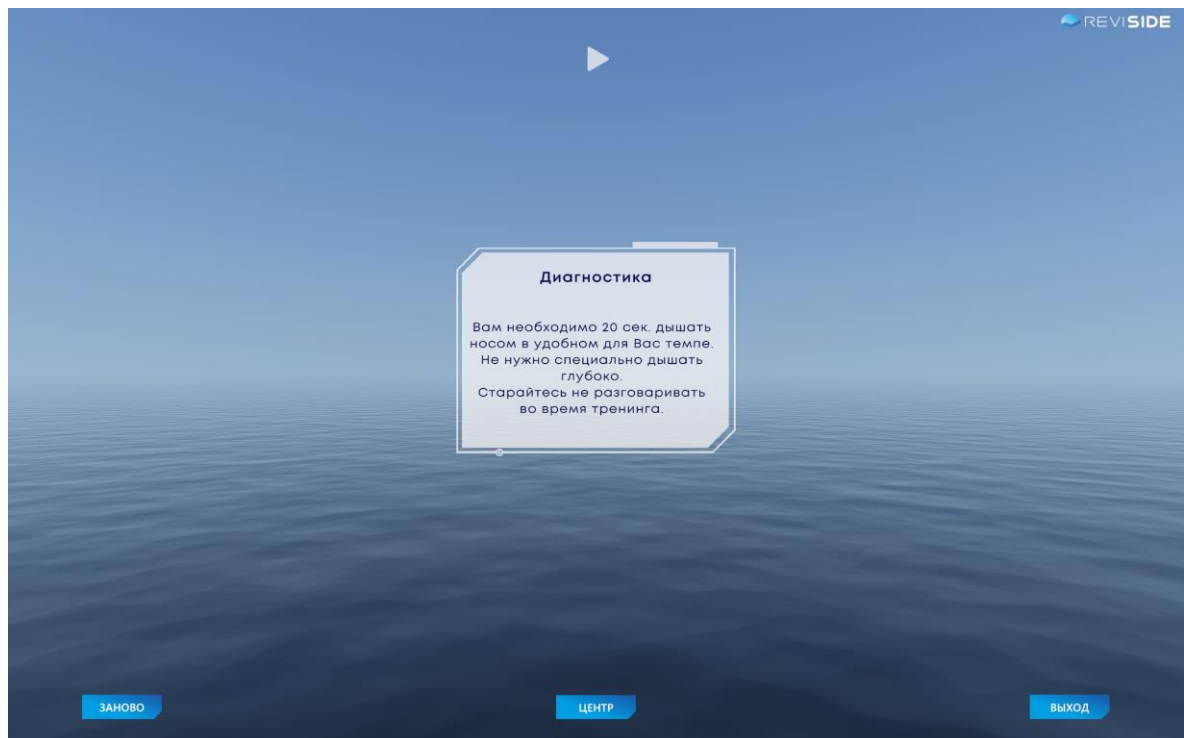 REVISIDE
Диагностика
Вам необходимо 20 сек. дышать
носом в удобном для Вас темпе.
Не нужно специально дышать
глубоко.
Старайтесь не разговаривать
во время тренинга.
ЗАНОВО
ЦЕНТР
ВЫХОД